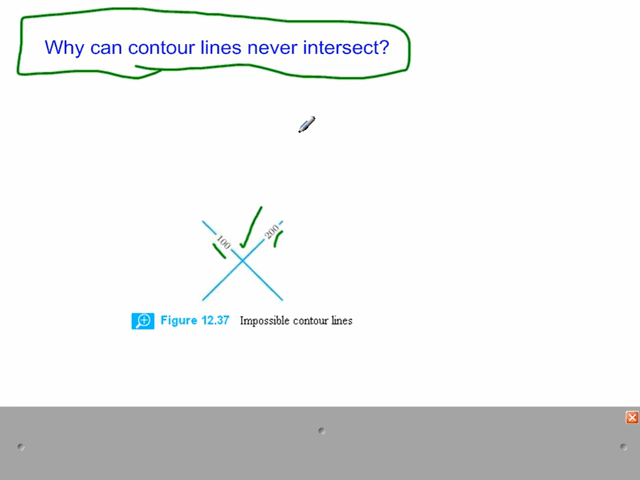 Why can contour lines never intersect?
100
200
Figure 12.37 Impossible contour lines